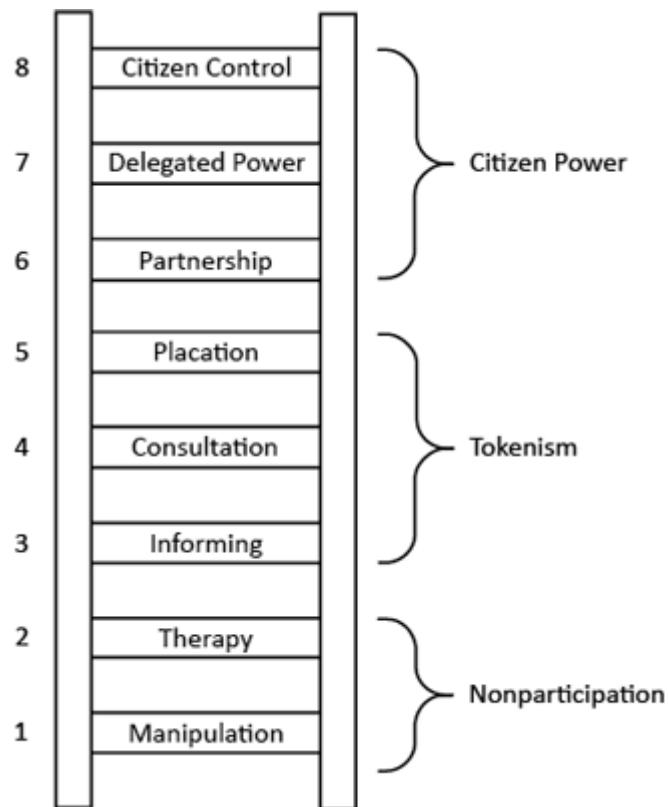 8 Citizen Control
7 Delegated Power Citizen Power
6 Partnership
5 Placation
4 Consultation Tokenism
3 Informing
2 Therapy
Nonparticipation
1 Manipulation